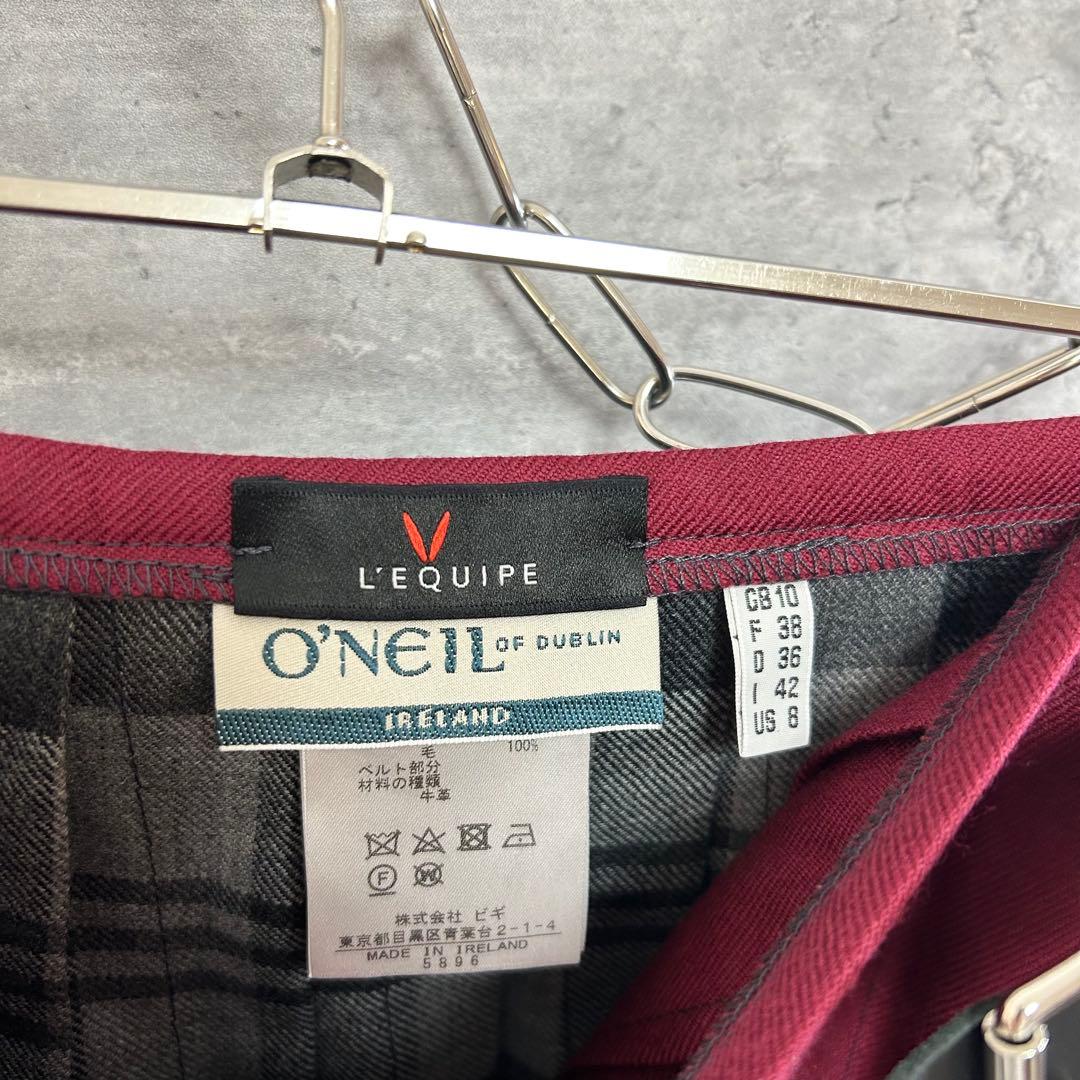 L'EQUIPE
O'NEIL OF DUBLIN
IRELAND
GB 10
F 38
D 36
I 42
US 8
毛 100%
ベルト部分
材料の種類
牛革
F
W
株式会社 ビギ
東京都目黒区青葉台2-1-4
MADE IN IRELAND
5896